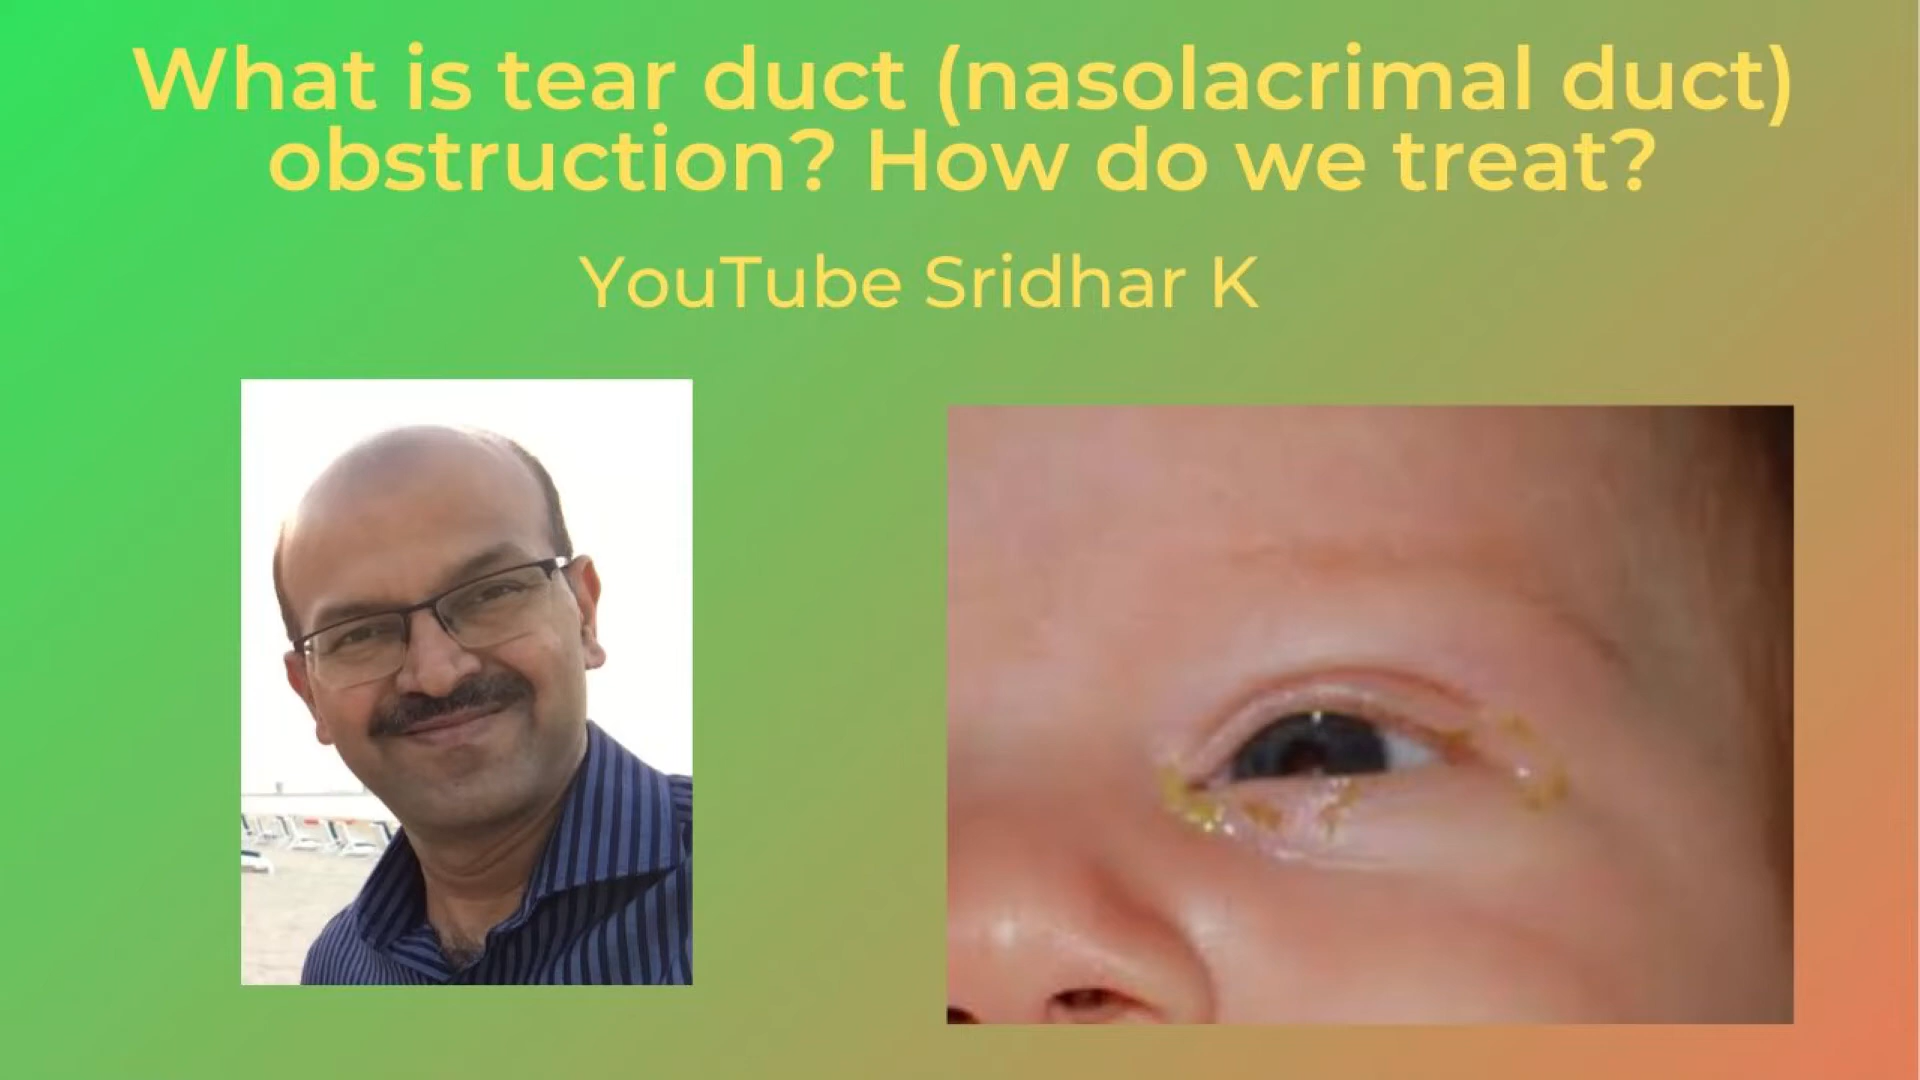 What is tear duct (nasolacrimal duct)
obstruction? How do we treat?
YouTube Sridhar K